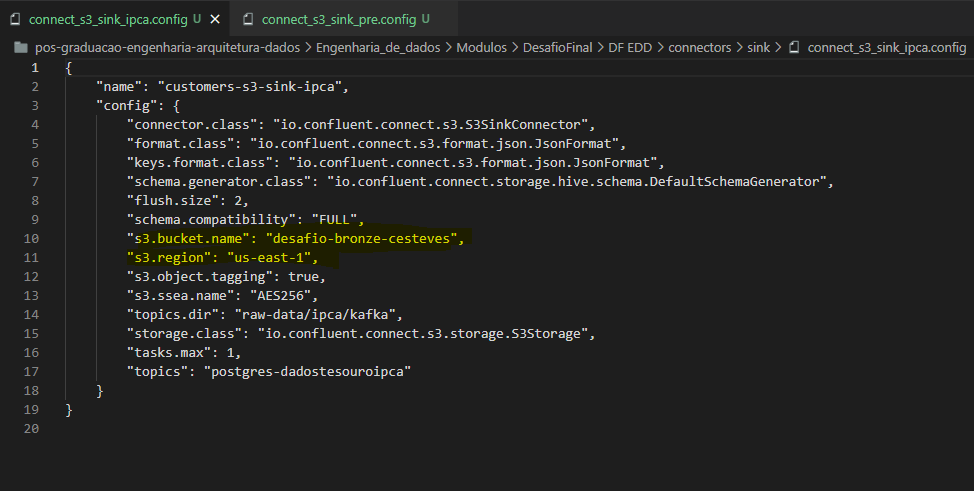 connect_s3_sink_ipca.config U × connect_s3_sink_pre.config U
pos-graduacao-engenharia-arquitetura-dados > Engenharia_de_dados > Modulos > DesafioFinal > DF EDD > connectors > sink > connect_s3_sink_ipca.config
1 {
2 "name": "customers-s3-sink-ipca",
3 "config": {
4 "connector.class": "io.confluent.connect.s3.S3SinkConnector",
5 "format.class": "io.confluent.connect.s3.format.json.JsonFormat",
6 "keys.format.class": "io.confluent.connect.s3.format.json.JsonFormat",
7 "schema.generator.class": "io.confluent.connect.storage.hive.schema.DefaultSchemaGenerator",
8 "flush.size": 2,
9 "schema.compatibility": "FULL",
10 "s3.bucket.name": "desafio-bronze-cesteves",
11 "s3.region": "us-east-1",
12 "s3.object.tagging": true,
13 "s3.ssea.name": "AES256",
14 "topics.dir": "raw-data/ipca/kafka",
15 "storage.class": "io.confluent.connect.s3.storage.S3Storage",
16 "tasks.max": 1,
17 "topics": "postgres-dadostesouroipca"
18 }
19 }
20